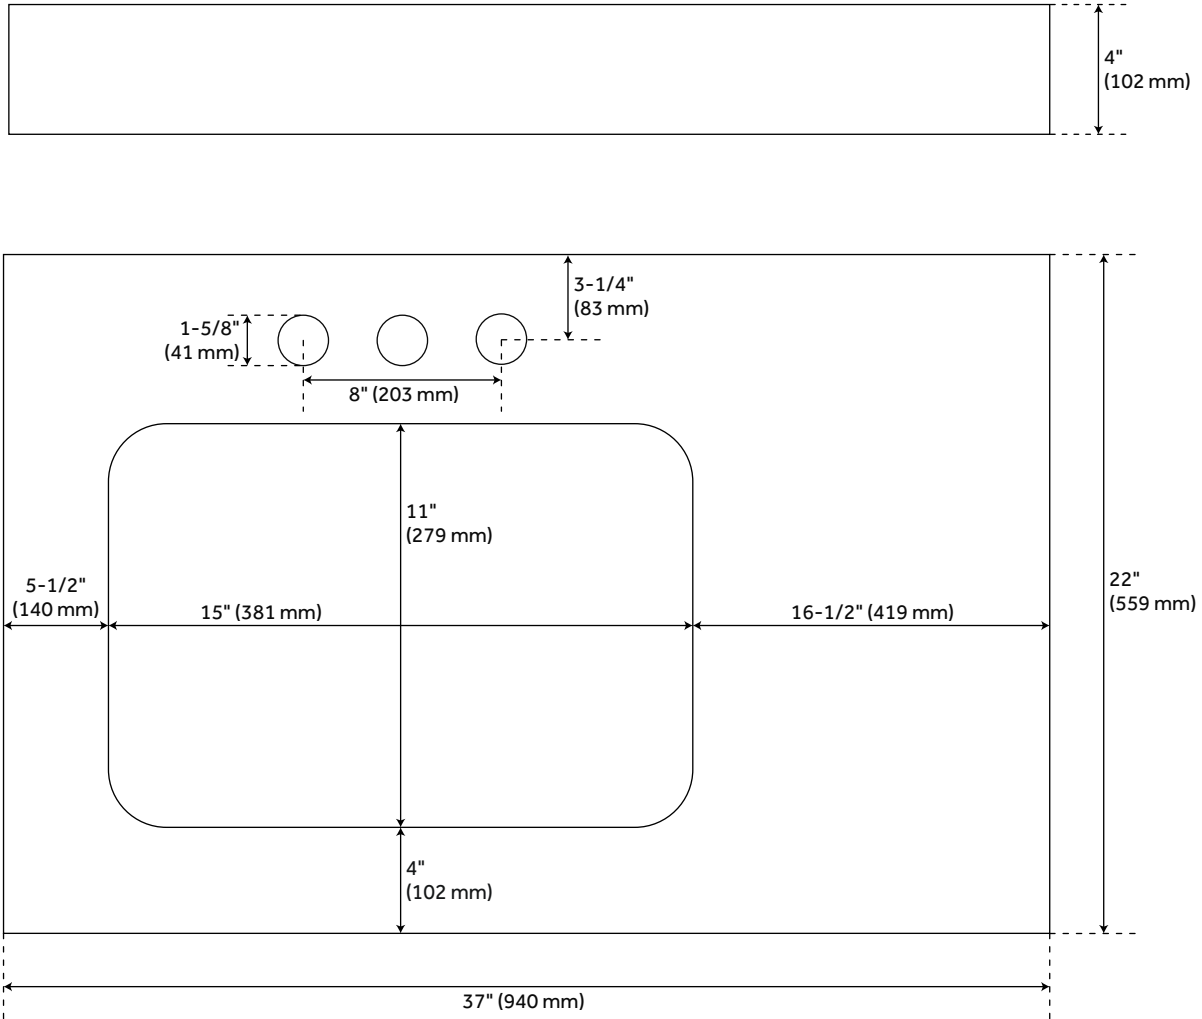 4"
(102 mm)
3-1/4"
(83 mm)
1-5/8"
(41 mm)
8" (203 mm)
11"
(279 mm)
5-1/2"
(140 mm)
15" (381 mm)
16-1/2" (419 mm)
22"
(559 mm)
4"
(102 mm)
37" (940 mm)